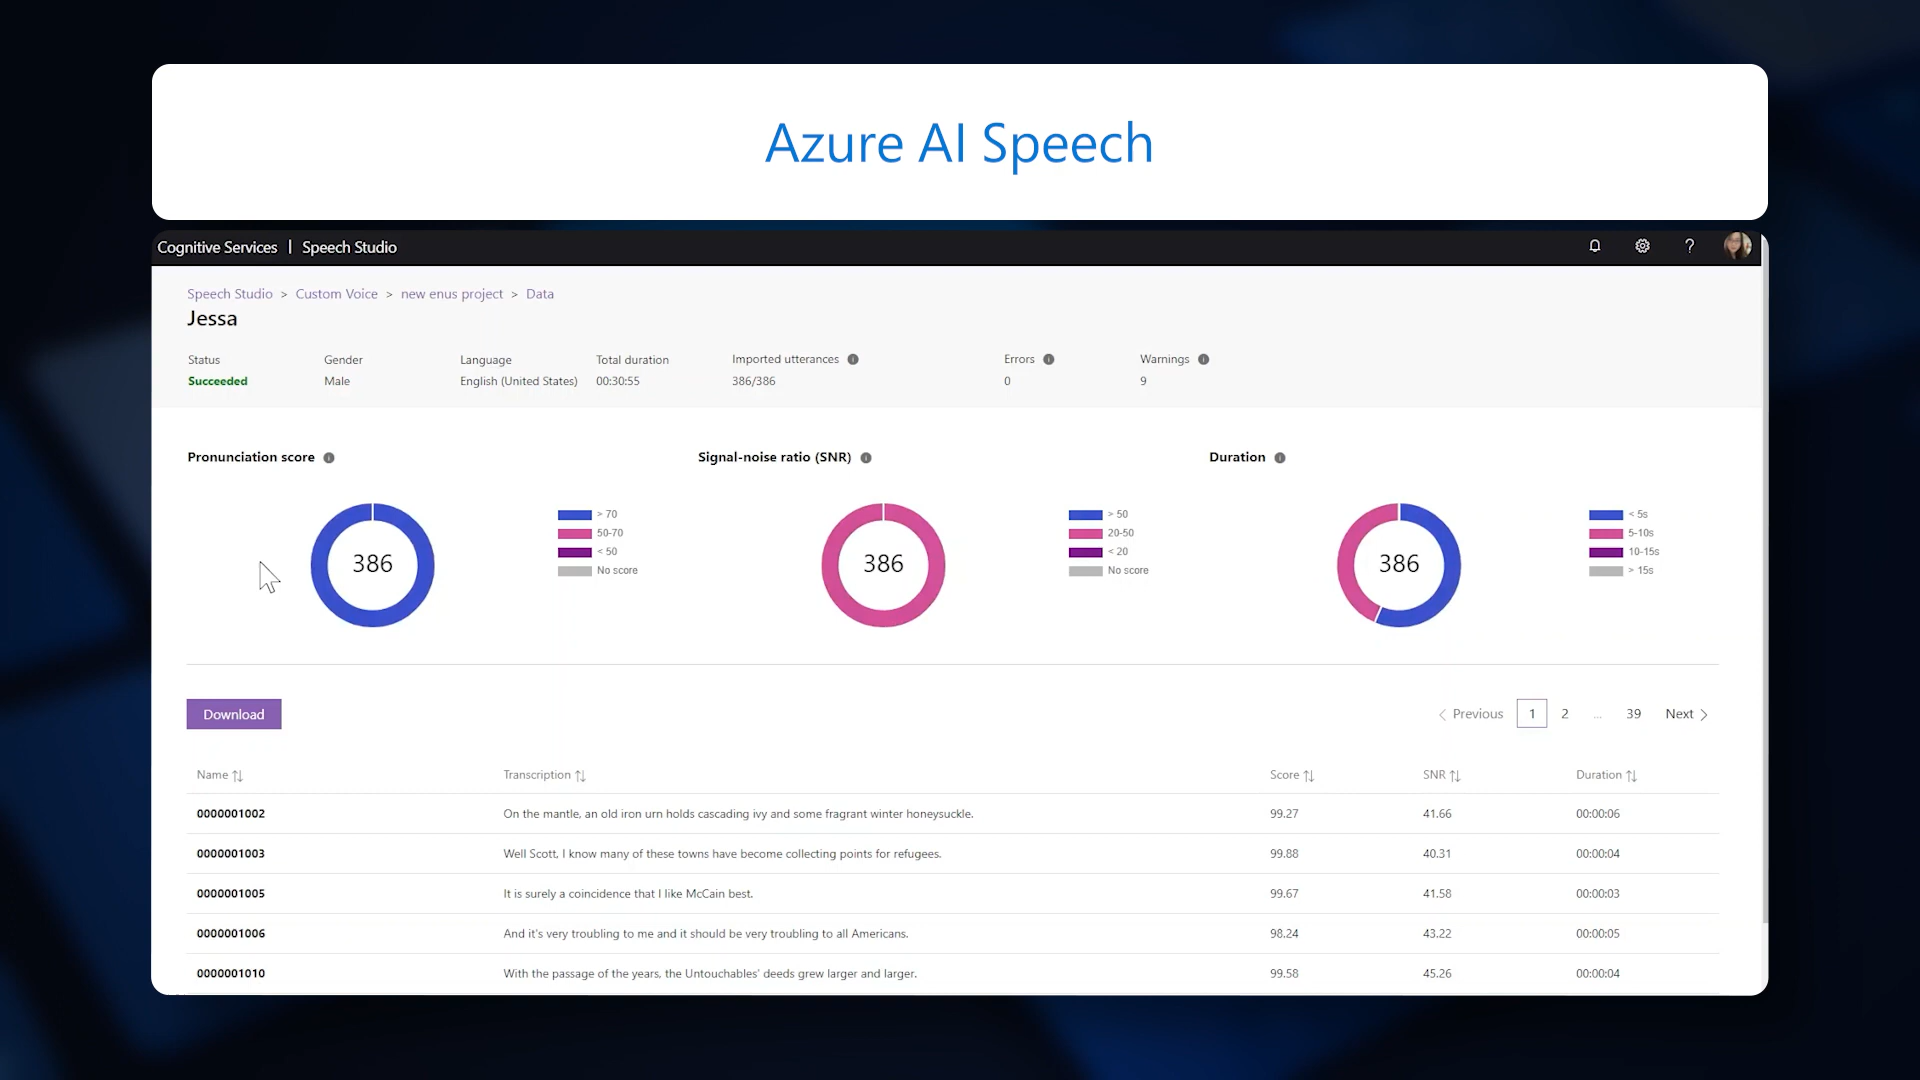 Azure AI Speech
Cognitive Services | Speech Studio ?
Speech Studio > Custom Voice > new enus project > Data
Jessa
Status Gender Language Total duration Imported utterances Errors Warnings
Succeeded Male English (United States) 00:30:55 386/386 0 9
Pronunciation score Signal-noise ratio (SNR) Duration
386 > 70 386 > 50 386 < 5s
50-70 20-50 5-10s
< 50 < 20 10-15s
No score No score > 15s
Download < Previous 1 2 ... 39 Next >
Name Transcription Score SNR Duration
0000001002 On the mantle, an old iron urn holds cascading ivy and some fragrant winter honeysuckle. 99.27 41.66 00:00:06
0000001003 Well Scott, I know many of these towns have become collecting points for refugees. 99.88 40.31 00:00:04
0000001005 It is surely a coincidence that I like McCain best. 99.67 41.58 00:00:03
0000001006 And it's very troubling to me and it should be very troubling to all Americans. 98.24 43.22 00:00:05
0000001010 With the passage of the years, the Untouchables' deeds grew larger and larger. 99.58 45.26 00:00:04